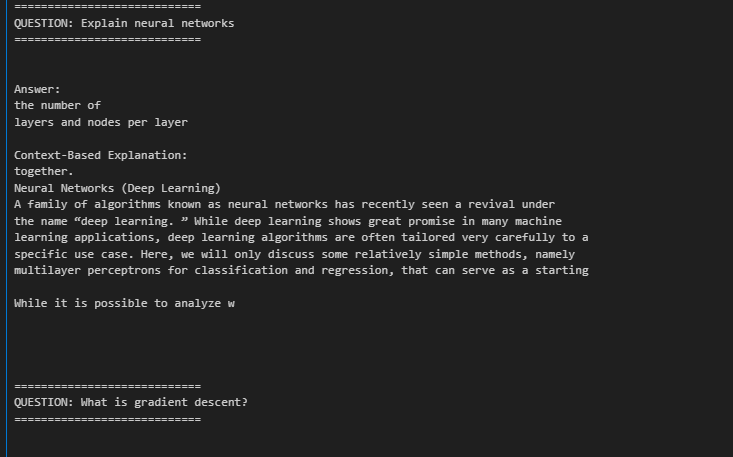 ============================
QUESTION: Explain neural networks
============================
Answer:
the number of
layers and nodes per layer
Context-Based Explanation:
together.
Neural Networks (Deep Learning)
A family of algorithms known as neural networks has recently seen a revival under
the name “deep learning. ” While deep learning shows great promise in many machine
learning applications, deep learning algorithms are often tailored very carefully to a
specific use case. Here, we will only discuss some relatively simple methods, namely
multilayer perceptrons for classification and regression, that can serve as a starting
While it is possible to analyze w
============================
QUESTION: What is gradient descent?
============================